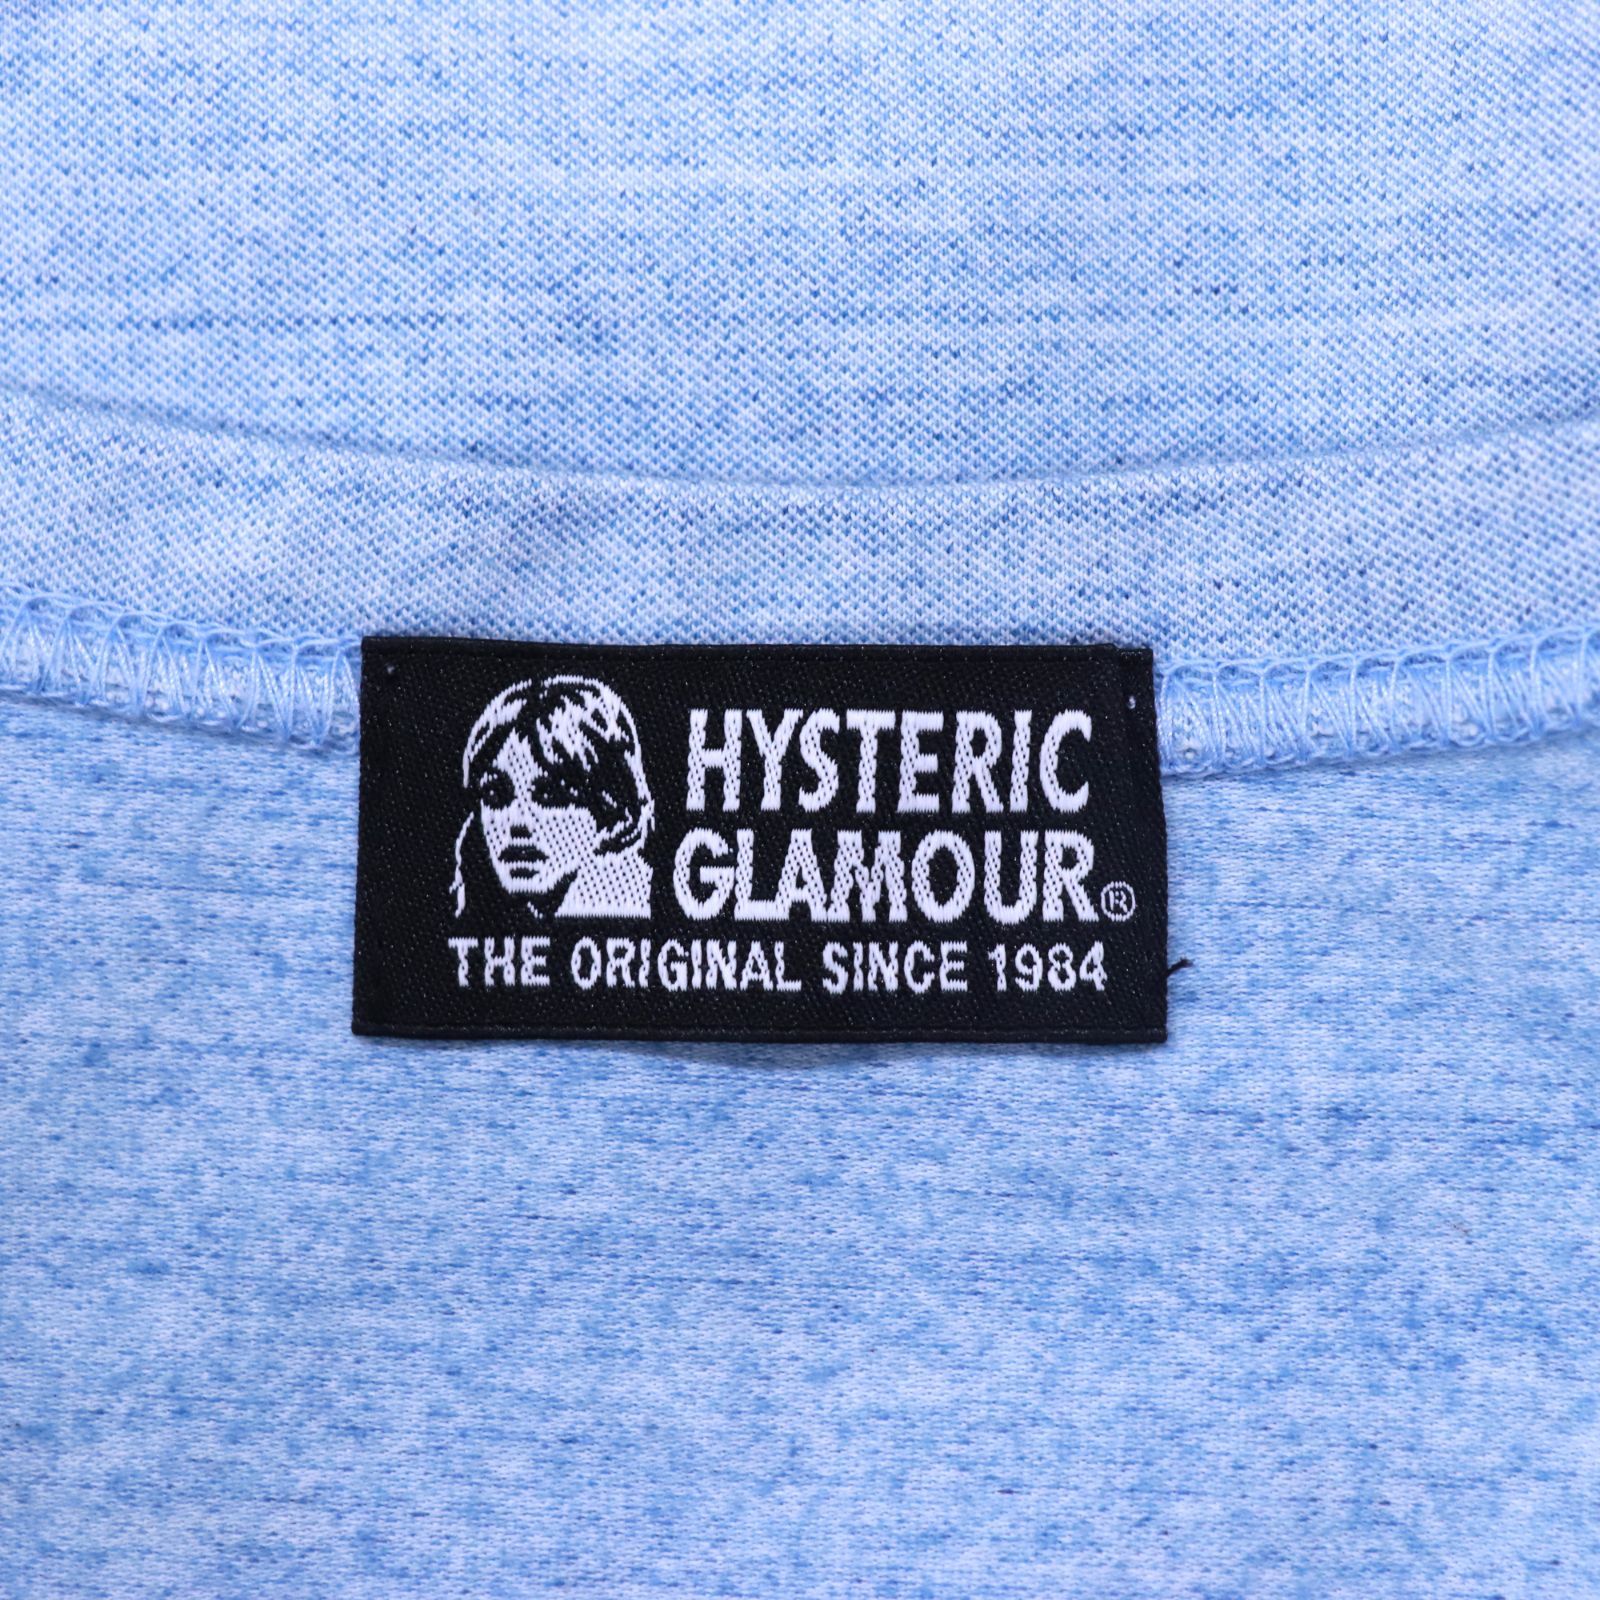 HYSTERIC
GLAMOUR®
THE ORIGINAL SINCE 1984